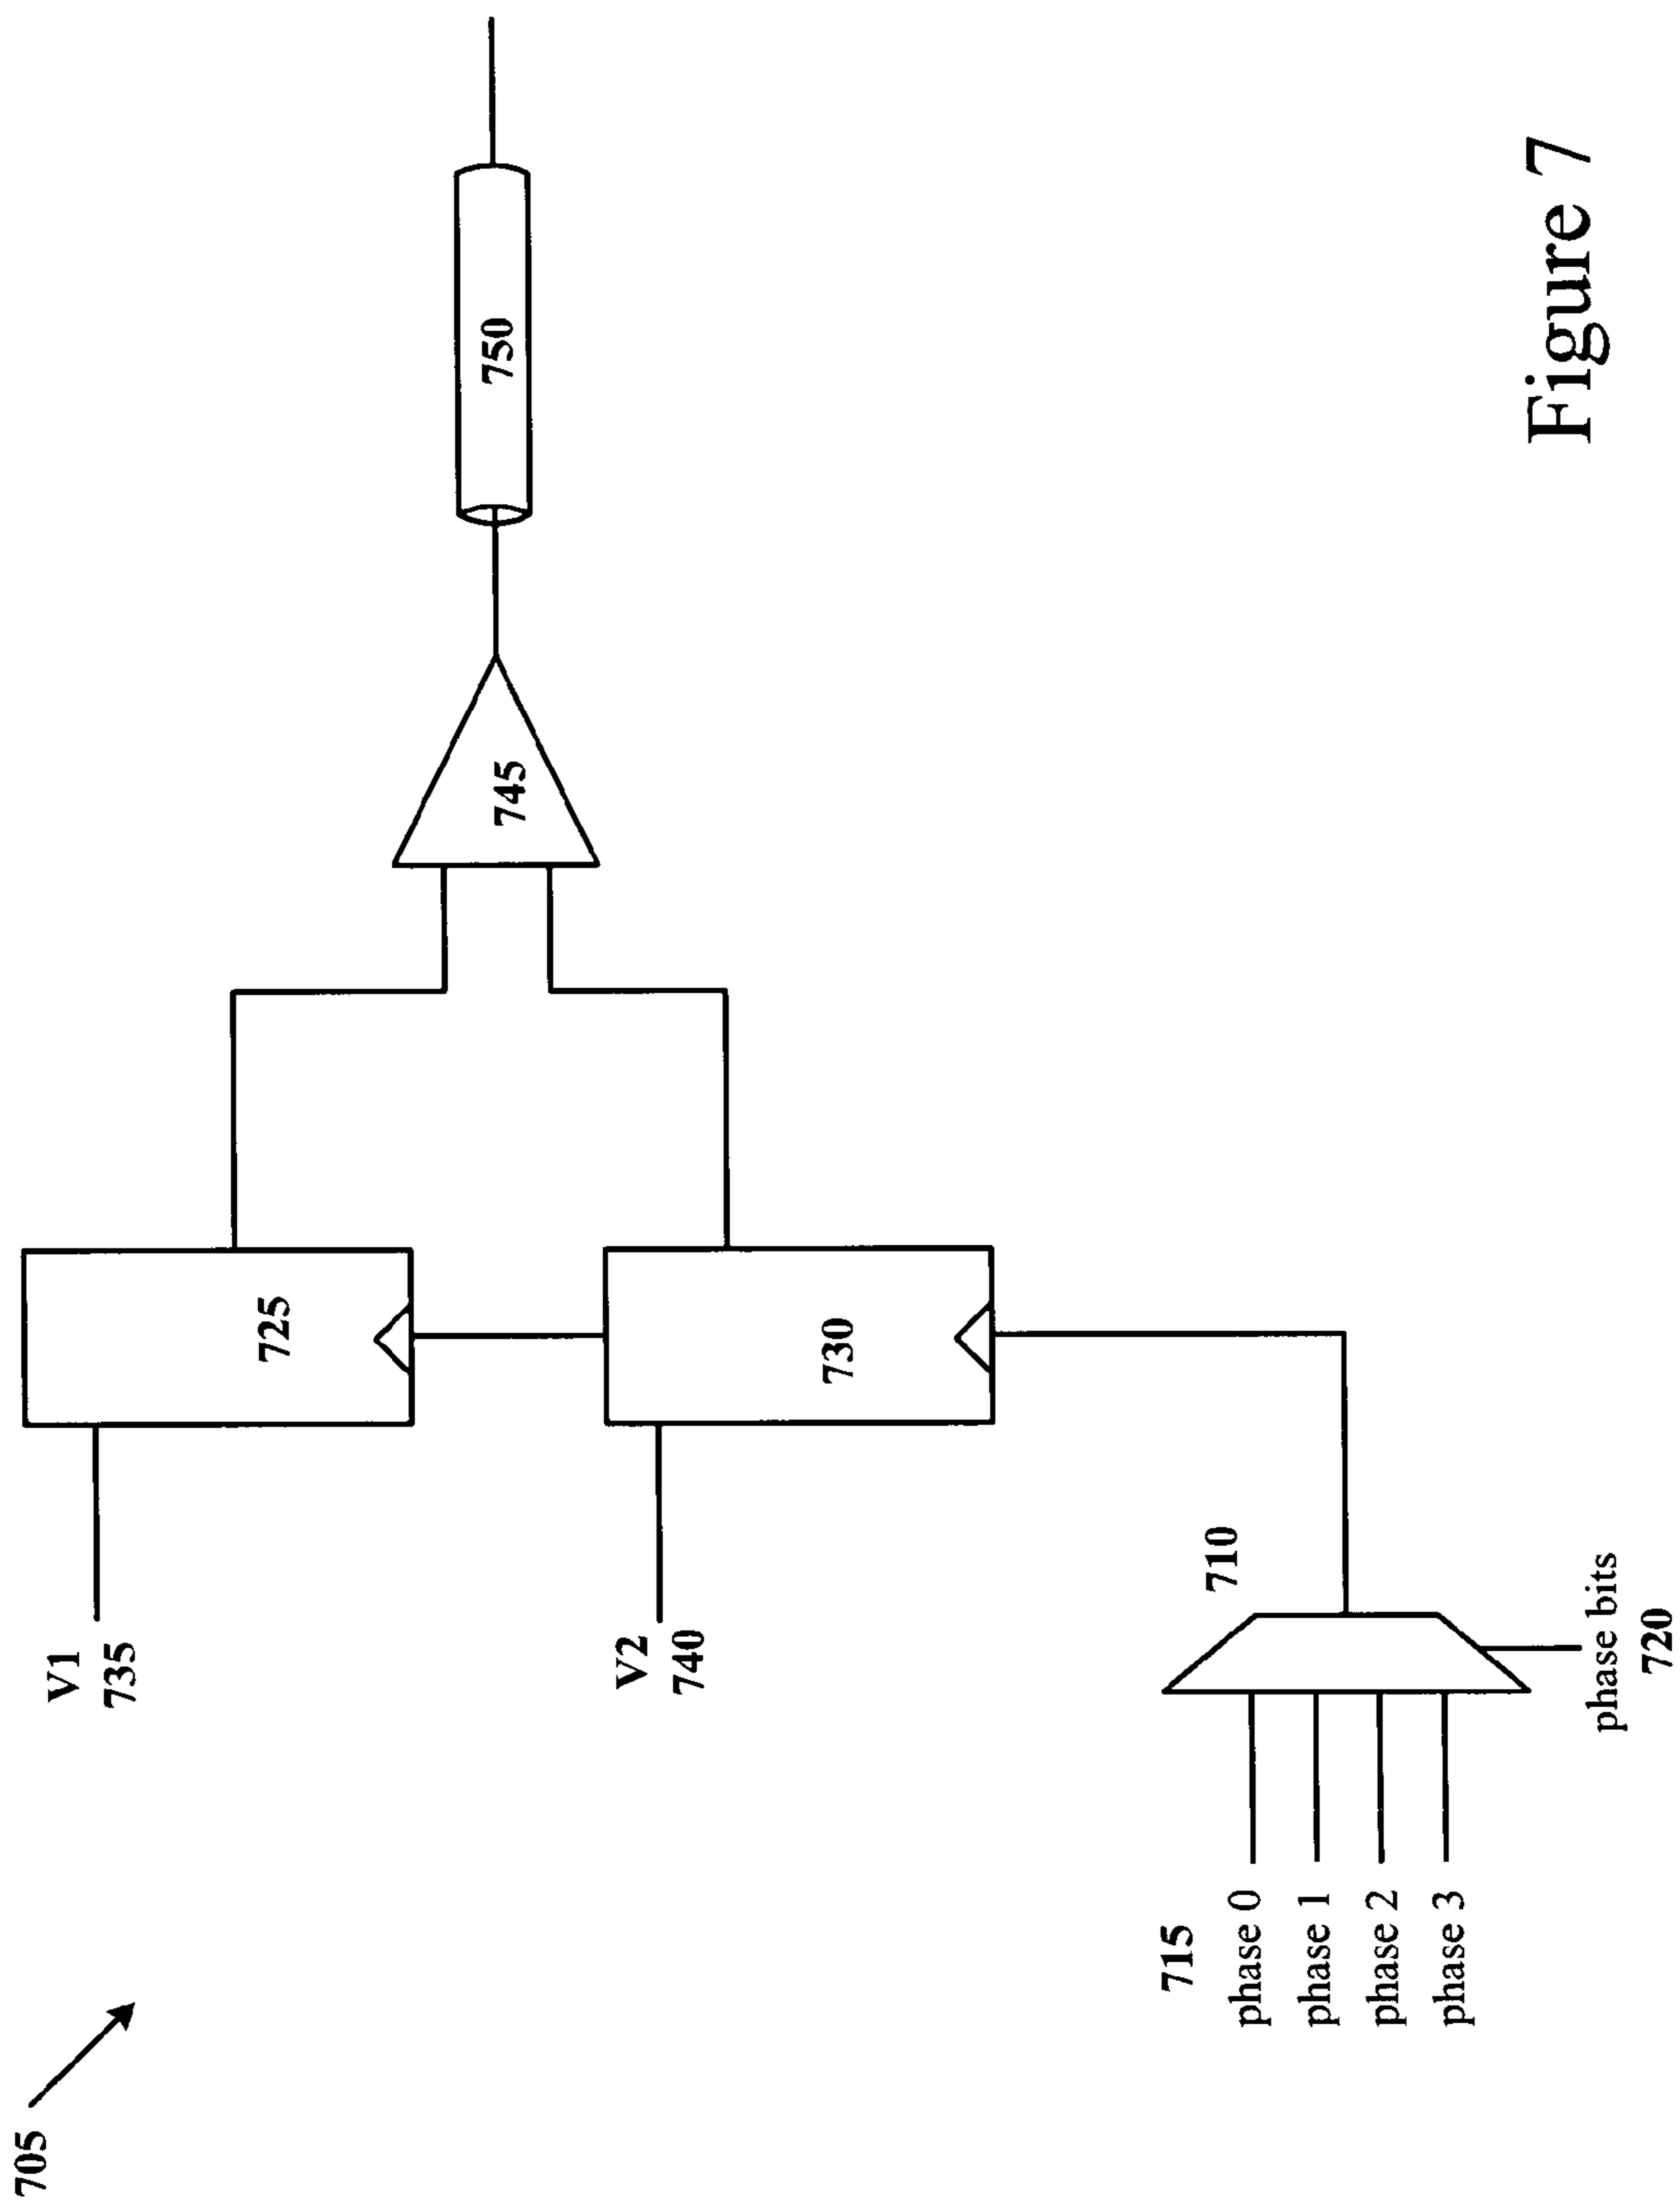 705
V1
735
725
V2
740
730
745
750
710
715
phase 0
phase 1
phase 2
phase 3
phase bits
720
Figure 7